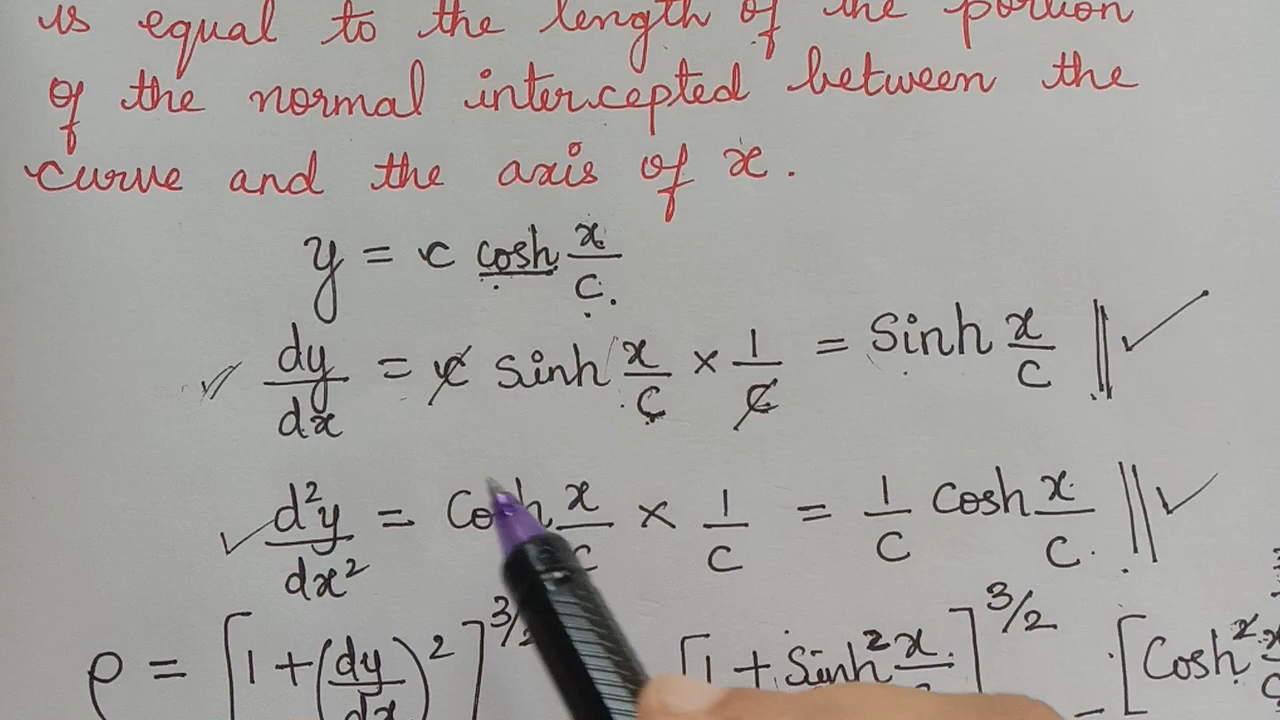 is equal to the length of the portion
of the normal intercepted between the
curve and the axis of x.
y = c cosh x/c.
dy/dx = c sinh x/c × 1/c = Sinh x/c
d²y/dx² = Cosh x/c × 1/c = 1/c Cosh x/c
ρ = [1 + (dy/dx)²]^3/2 [1 + Sinh² x/c]^3/2 = [Cosh² x/c